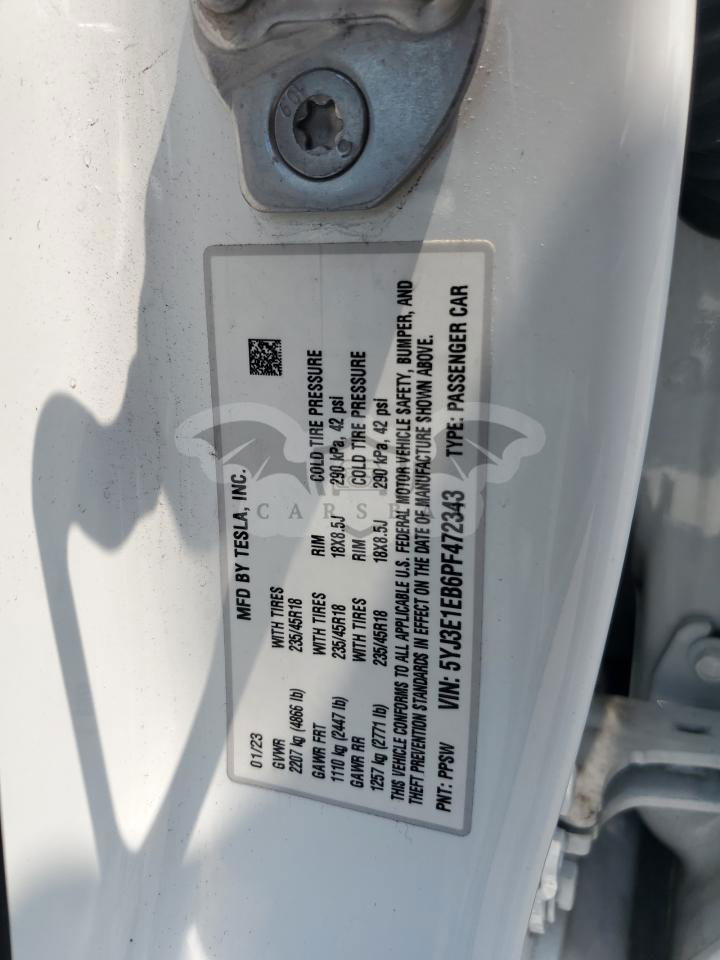 MFD BY TESLA, INC.
01/23
GVWR WITH TIRES
2207 kg (4866 lb) 235/45R18
GAWR FRT WITH TIRES RIM COLD TIRE PRESSURE
1110 kg (2447 lb) 235/45R18 18X8.5J 290 kPa, 42 psi
GAWR RR WITH TIRES RIM COLD TIRE PRESSURE
1257 kg (2771 lb) 235/45R18 18X8.5J 290 kPa, 42 psi
THIS VEHICLE CONFORMS TO ALL APPLICABLE U.S. FEDERAL MOTOR VEHICLE SAFETY, BUMPER, AND
THEFT PREVENTION STANDARDS IN EFFECT ON THE DATE OF MANUFACTURE SHOWN ABOVE.
PNT: PPSW VIN: 5YJ3E1EB6PF472343 TYPE: PASSENGER CAR